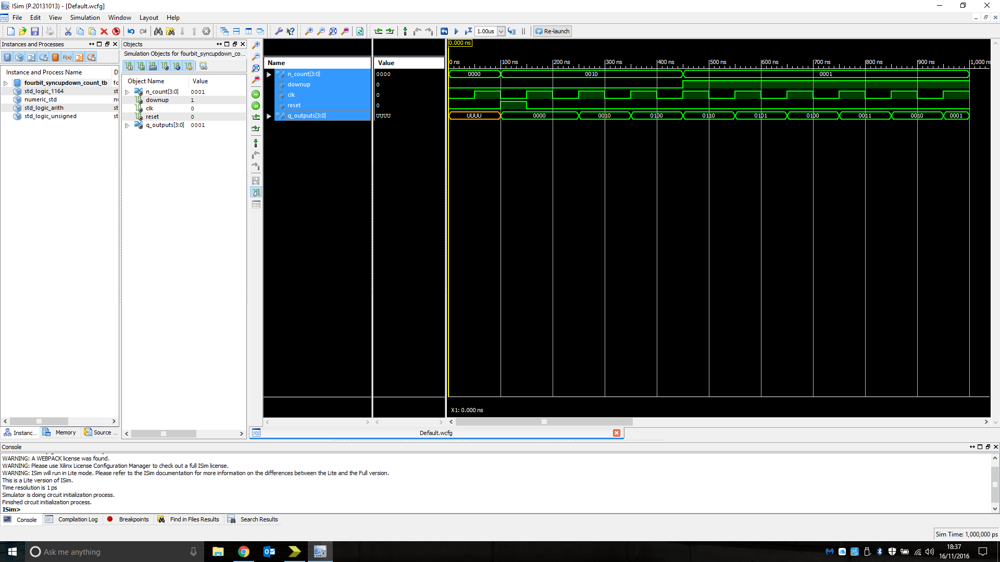 ISim (P.20131013) - [Default.wcfg]
File Edit View Simulation Window Layout Help
1.00us Re-launch
Instances and Processes
Instance and Process Name D
fourbit_syncupdown_count_tb fo
std_logic_1164 st
numeric_std nu
std_logic_arith st
std_logic_unsigned st
Instanc... Memory Source ...
Objects
Simulation Objects for fourbit_syncupdown_co...
Object Name Value
n_count[3:0] 0001
downup 1
clk 0
reset 0
q_outputs[3:0] 0001
Name Value
n_count[3:0] 0000
downup 0
clk 0
reset 0
q_outputs[3:0] UUUU
0.000 ns
0 ns 100 ns 200 ns 300 ns 400 ns 500 ns 600 ns 700 ns 800 ns 900 ns 1,000 ns
0000 0010 0001
UUUU 0000 0010 0100 0110 0101 0100 0011 0010 0001
X1: 0.000 ns
Default.wcfg
Console
WARNING: A WEBPACK license was found.
WARNING: Please use Xilinx License Configuration Manager to check out a full ISim license.
WARNING: ISim will run in Lite mode. Please refer to the ISim documentation for more information on the differences between the Lite and the Full version.
This is a Lite version of ISim.
Time resolution is 1 ps
Simulator is doing circuit initialization process.
Finished circuit initialization process.
ISim>
Console Compilation Log Breakpoints Find in Files Results Search Results
Sim Time: 1,000,000 ps
Ask me anything
18:37
16/11/2016